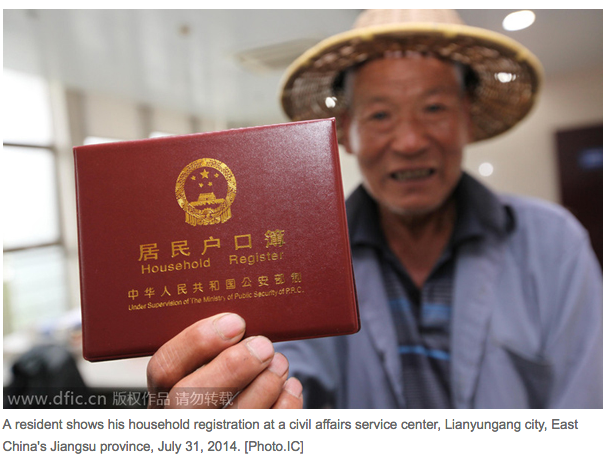 居民户口簿
Household Register
中华人民共和国公安部制
Under Supervision of The Ministry of Public Security of P.R.C.
www.dfic.cn 版权作品 请勿转载
A resident shows his household registration at a civil affairs service center, Lianyungang city, East
China's Jiangsu province, July 31, 2014. [Photo.IC]